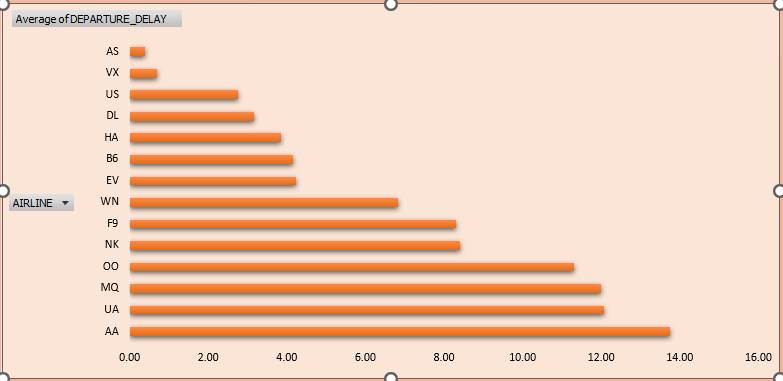 Average of DEPARTURE_DELAY
AS
VX
US
DL
HA
B6
EV
AIRLINE
WN
F9
NK
OO
MQ
UA
AA
0.00 2.00 4.00 6.00 8.00 10.00 12.00 14.00 16.00